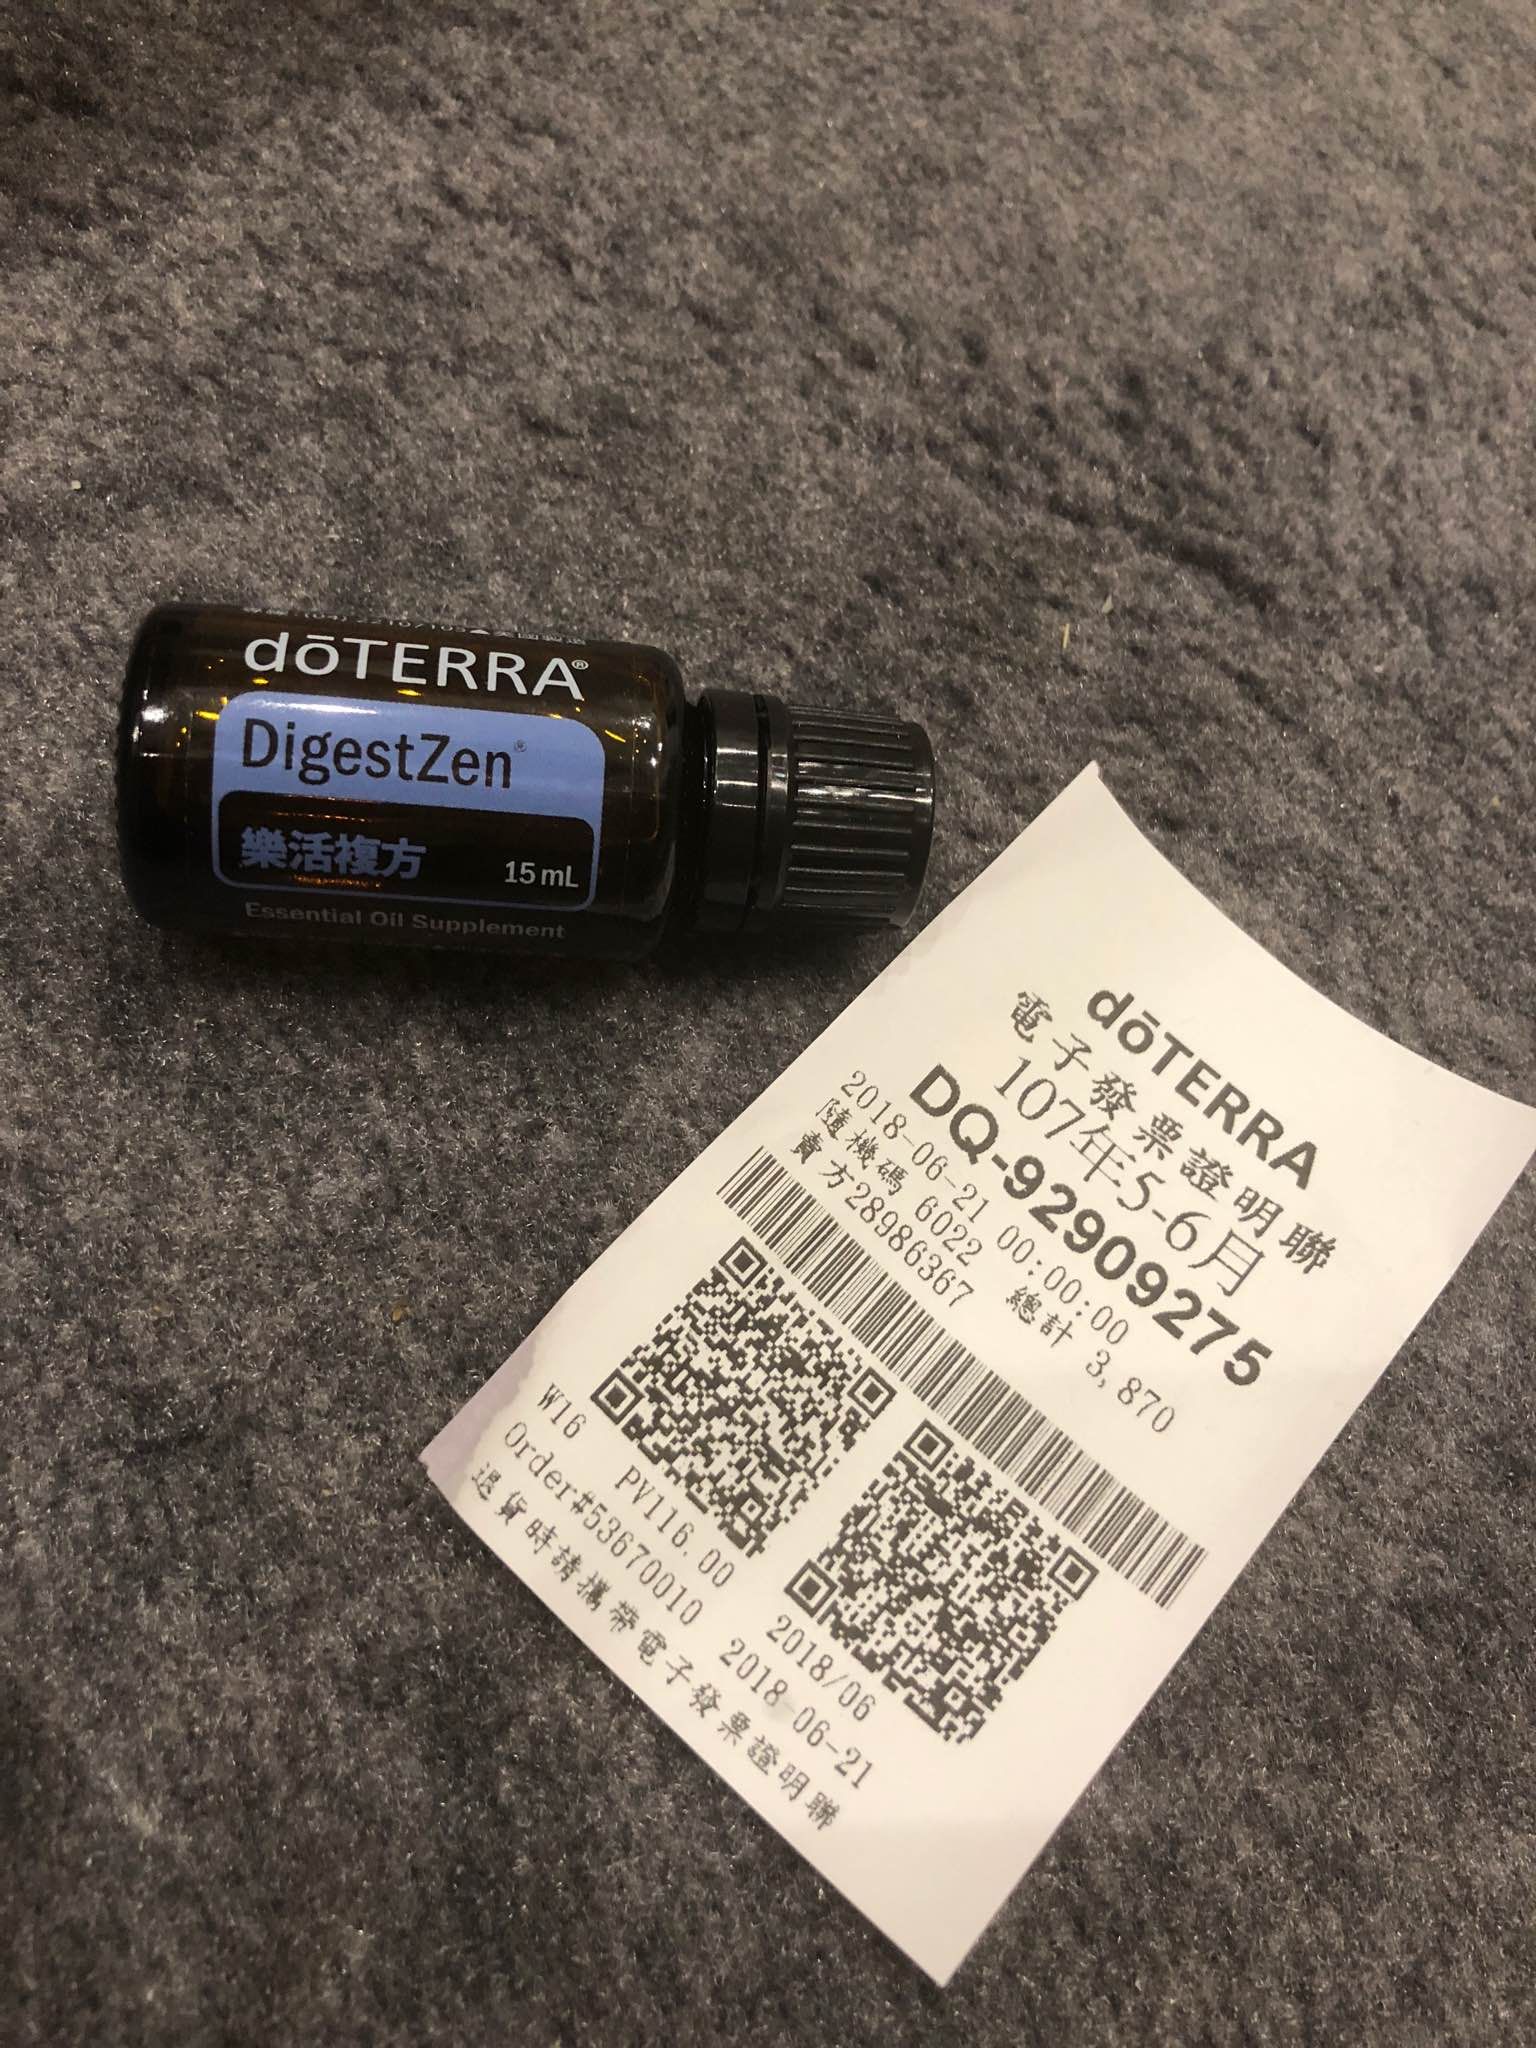 dōTERRA®
DigestZen®
樂活複方 15 mL
Essential Oil Supplement
dōTERRA
電子發票證明聯
107年5-6月
DQ-92909275
2018-06-21 00:00:00
隨機碼 6022 總計 3,870
賣方28986367
W16 PV116.00 2018/06
Order#53670010 2018-06-21
退貨時請攜帶電子發票證明聯